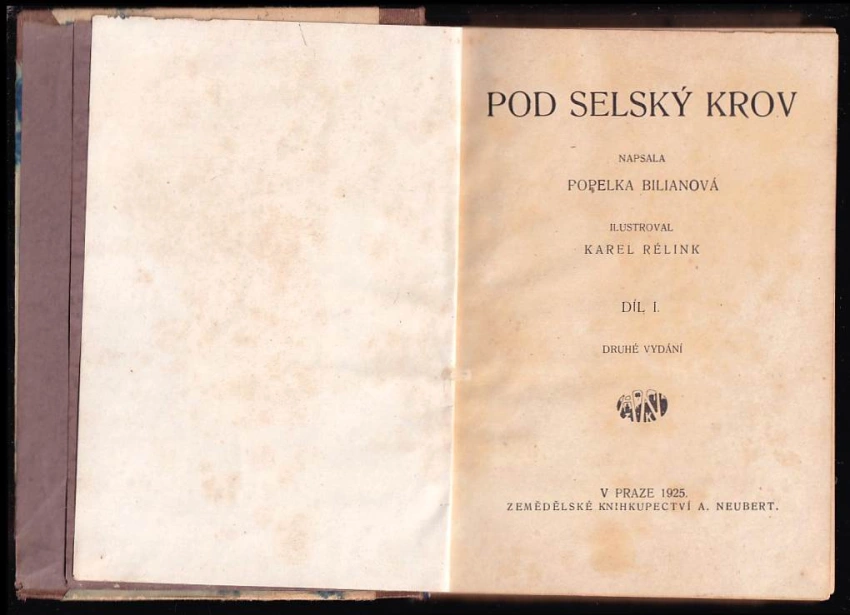 POD SELSKÝ KROV
NAPSALA
POPELKA BILIANOVÁ
ILUSTROVAL
KAREL RÉLINK
DÍL I.
DRUHÉ VYDÁNÍ
V PRAZE 1925.
ZEMĚDĚLSKÉ KNIHKUPECTVÍ A. NEUBERT.